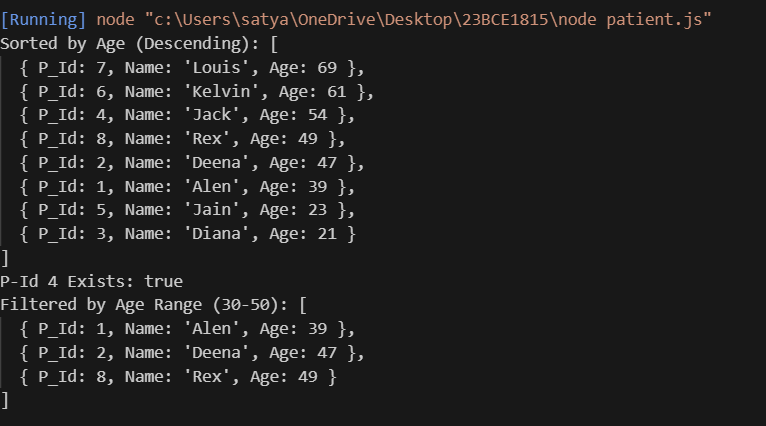 [Running] node "c:\Users\satya\OneDrive\Desktop\23BCE1815\node patient.js"
Sorted by Age (Descending): [
  { P_Id: 7, Name: 'Louis', Age: 69 },
  { P_Id: 6, Name: 'Kelvin', Age: 61 },
  { P_Id: 4, Name: 'Jack', Age: 54 },
  { P_Id: 8, Name: 'Rex', Age: 49 },
  { P_Id: 2, Name: 'Deena', Age: 47 },
  { P_Id: 1, Name: 'Alen', Age: 39 },
  { P_Id: 5, Name: 'Jain', Age: 23 },
  { P_Id: 3, Name: 'Diana', Age: 21 }
]
P-Id 4 Exists: true
Filtered by Age Range (30-50): [
  { P_Id: 1, Name: 'Alen', Age: 39 },
  { P_Id: 2, Name: 'Deena', Age: 47 },
  { P_Id: 8, Name: 'Rex', Age: 49 }
]